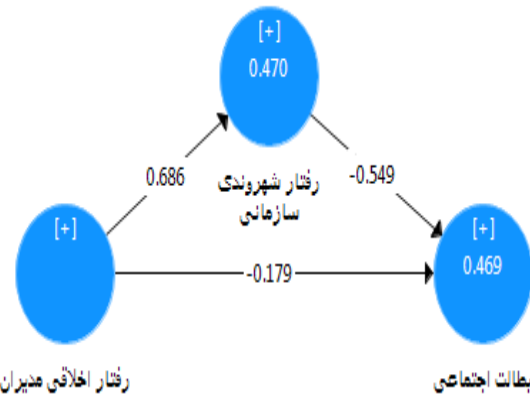 [+]
0.470
0.686
رفتار شهروندی
سازمانی
-0.549
[+]
[+]
0.469
-0.179
رفتار اخلاقی مدیران
بطالت اجتماعی